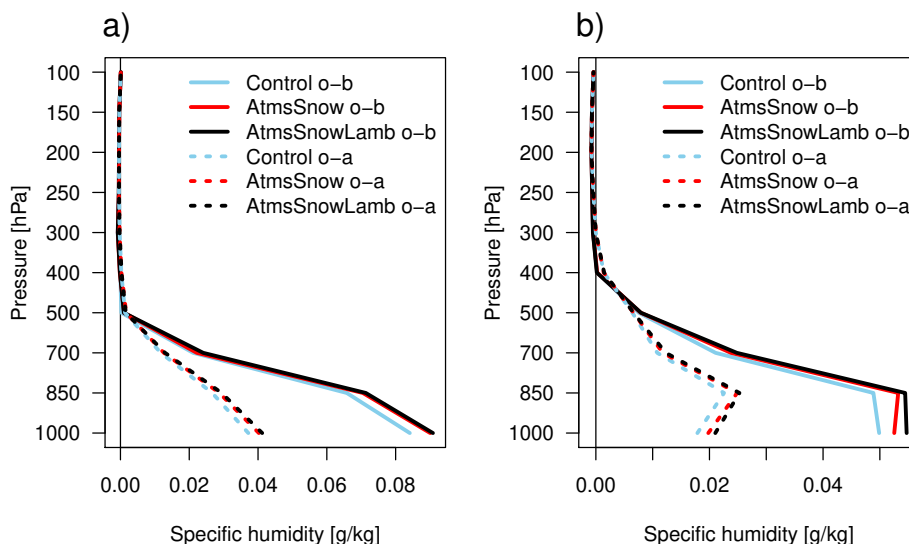 a)
Pressure [hPa]
100
150
200
250
300
400
500
700
850
1000
Control o−b
AtmsSnow o−b
AtmsSnowLamb o−b
Control o−a
AtmsSnow o−a
AtmsSnowLamb o−a
0.00 0.02 0.04 0.06 0.08
Specific humidity [g/kg]
b)
Pressure [hPa]
100
150
200
250
300
400
500
700
850
1000
Control o−b
AtmsSnow o−b
AtmsSnowLamb o−b
Control o−a
AtmsSnow o−a
AtmsSnowLamb o−a
0.00 0.02 0.04
Specific humidity [g/kg]